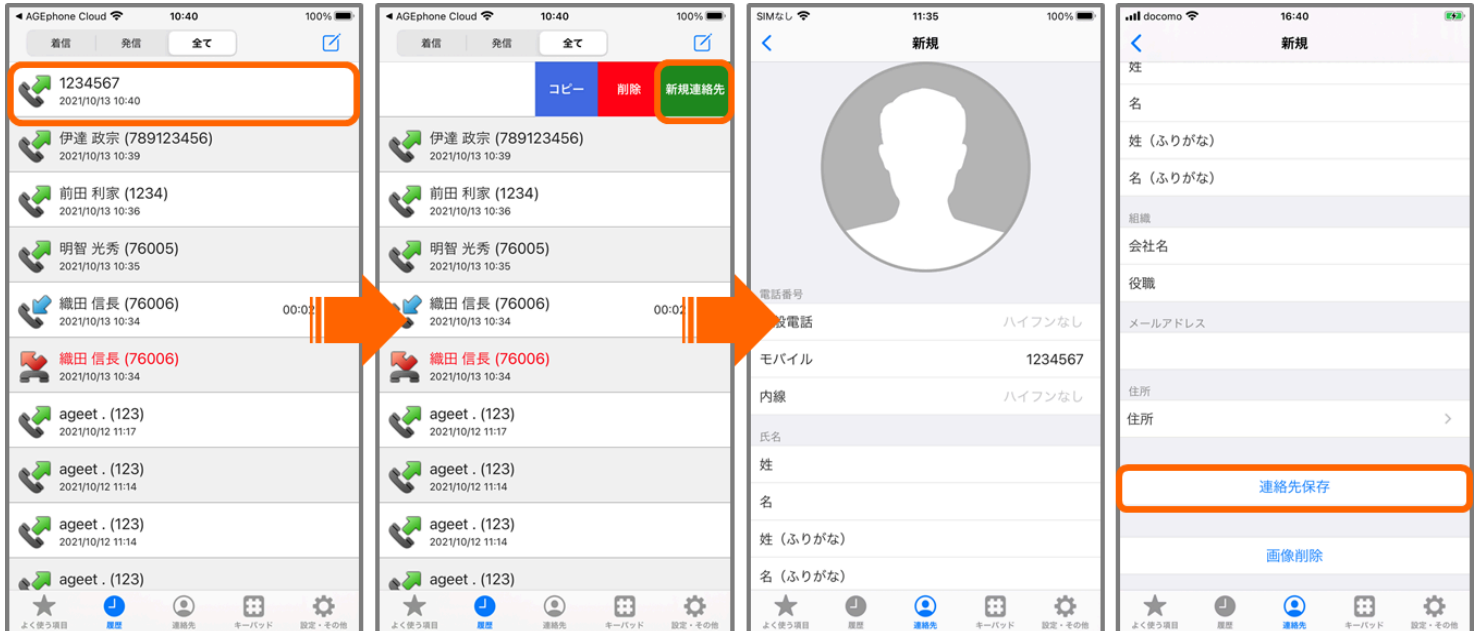 ◀ AGEphone Cloud 10:40 100%
着信 発信 全て
1234567
2021/10/13 10:40
伊達 政宗 (789123456)
2021/10/13 10:39
前田 利家 (1234)
2021/10/13 10:36
明智 光秀 (76005)
2021/10/13 10:35
織田 信長 (76006)
2021/10/13 10:34
00:02
織田 信長 (76006)
2021/10/13 10:34
ageet . (123)
2021/10/12 11:17
ageet . (123)
2021/10/12 11:14
ageet . (123)
2021/10/12 11:14
ageet . (123)
よく使う項目 履歴 連絡先 キーパッド 設定・その他
◀ AGEphone Cloud 10:40 100%
着信 発信 全て
コピー 削除 新規連絡先
伊達 政宗 (789123456)
2021/10/13 10:39
前田 利家 (1234)
2021/10/13 10:36
明智 光秀 (76005)
2021/10/13 10:35
織田 信長 (76006)
2021/10/13 10:34
00:02
織田 信長 (76006)
2021/10/13 10:34
ageet . (123)
2021/10/12 11:17
ageet . (123)
2021/10/12 11:14
ageet . (123)
2021/10/12 11:14
ageet . (123)
よく使う項目 履歴 連絡先 キーパッド 設定・その他
SIMなし 11:35 100%
新規
電話番号
電話 ハイフンなし
モバイル 1234567
内線 ハイフンなし
氏名
姓
名
姓（ふりがな）
名（ふりがな）
よく使う項目 履歴 連絡先 キーパッド 設定・その他
docomo 16:40
新規
姓
名
姓（ふりがな）
名（ふりがな）
組織
会社名
役職
メールアドレス
住所
住所
連絡先保存
画像削除
よく使う項目 履歴 連絡先 キーパッド 設定・その他